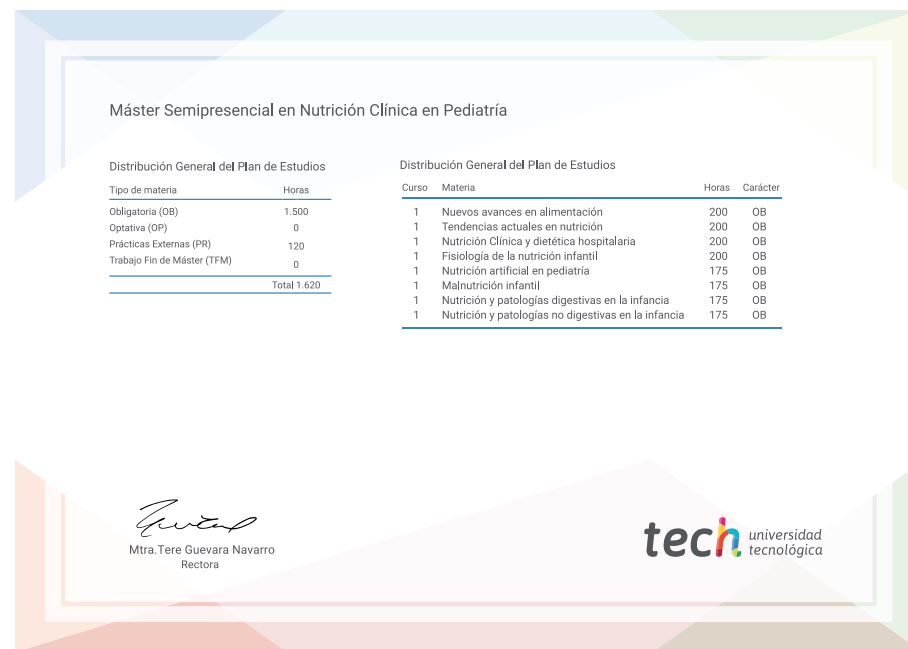 Máster Semipresencial en Nutrición Clínica en Pediatría
Distribución General del Plan de Estudios
Tipo de materia Horas
Obligatoria (OB) 1.500
Optativa (OP) 0
Prácticas Externas (PR) 120
Trabajo Fin de Máster (TFM) 0
Total 1.620
Distribución General del Plan de Estudios
Curso Materia Horas Carácter
1 Nuevos avances en alimentación 200 OB
1 Tendencias actuales en nutrición 200 OB
1 Nutrición Clínica y dietética hospitalaria 200 OB
1 Fisiología de la nutrición infantil 200 OB
1 Nutrición artificial en pediatría 175 OB
1 Malnutrición infantil 175 OB
1 Nutrición y patologías digestivas en la infancia 175 OB
1 Nutrición y patologías no digestivas en la infancia 175 OB
Mtra.Tere Guevara Navarro
Rectora
tech universidad
tecnológica